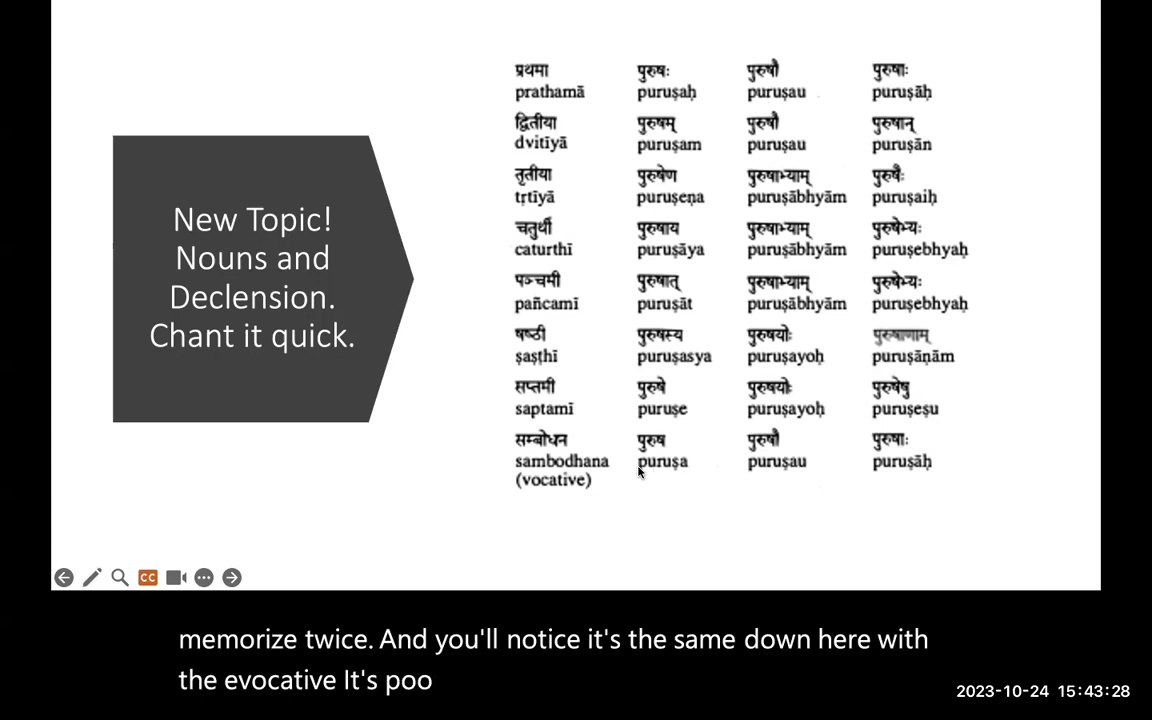 New Topic!
Nouns and
Declension.
Chant it quick.
प्रथमा पुरुषः पुरुषौ पुरुषाः
prathamā puruṣaḥ puruṣau puruṣāḥ
द्वितीया पुरुषम् पुरुषौ पुरुषान्
dvitīyā puruṣam puruṣau puruṣān
तृतीया पुरुषेण पुरुषाभ्याम् पुरुषैः
tṛtīyā puruṣeṇa puruṣābhyām puruṣaiḥ
चतुर्थी पुरुषाय पुरुषाभ्याम् पुरुषेभ्यः
caturthī puruṣāya puruṣābhyām puruṣebhyaḥ
पञ्चमी पुरुषात् पुरुषाभ्याम् पुरुषेभ्यः
pañcamī puruṣāt puruṣābhyām puruṣebhyaḥ
षष्ठी पुरुषस्य पुरुषयोः पुरुषाणाम्
ṣaṣṭhī puruṣasya puruṣayoḥ puruṣāṇām
सप्तमी पुरुषे पुरुषयोः पुरुषेषु
saptamī puruṣe puruṣayoḥ puruṣeṣu
सम्बोधन पुरुष पुरुषौ पुरुषाः
sambodhana puruṣa puruṣau puruṣāḥ
(vocative)
CC
memorize twice. And you'll notice it's the same down here with
the evocative It's poo
2023-10-24 15:43:28